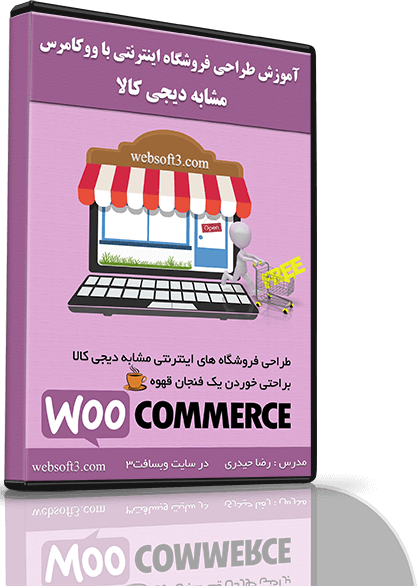 آموزش طراحی فروشگاه اینترنتی با ووکامرس
مشابه دیجی کالا
websoft3.com
Open
FREE
طراحی فروشگاه های اینترنتی مشابه دیجی کالا
براحتی خوردن یک فنجان قهوه
WOO COMMERCE
مدرس : رضا حیدری در سایت وبسافت۳
websoft3.com